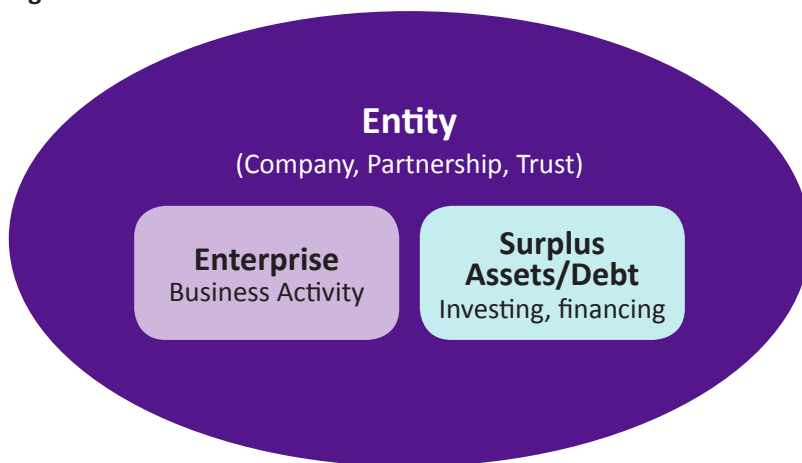 Entity
(Company, Partnership, Trust)
Enterprise
Business Activity
Surplus
Assets/Debt
Investing, financing